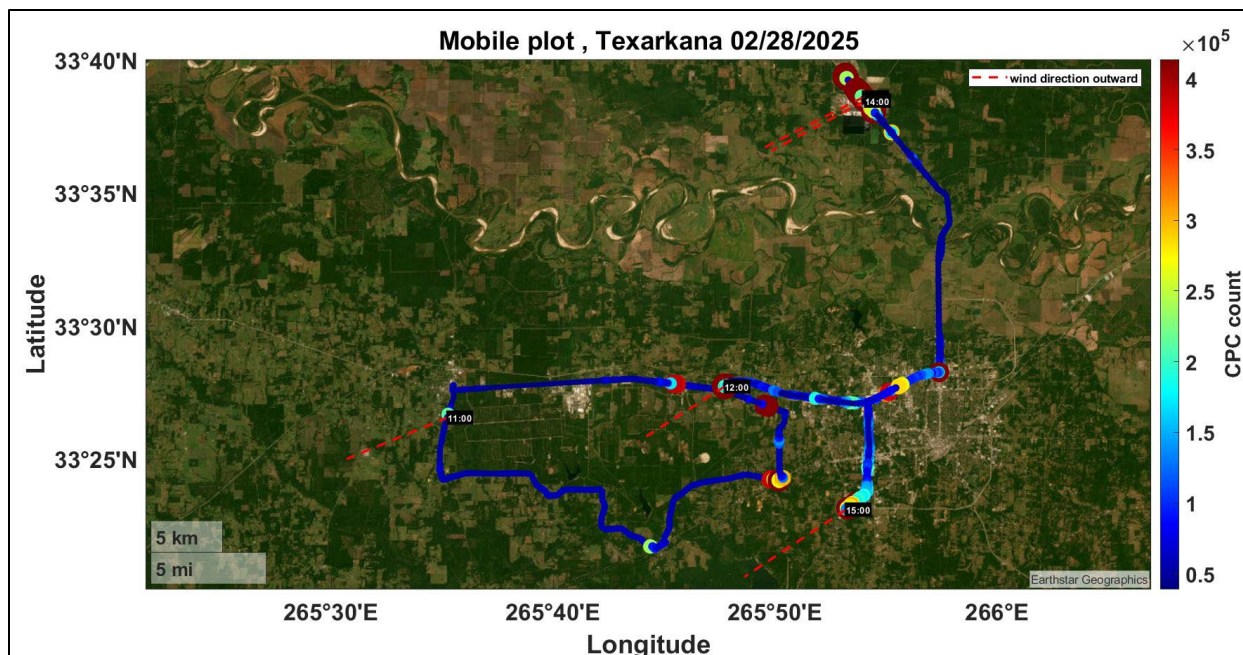 Mobile plot , Texarkana 02/28/2025
×10⁵
33°40'N
33°35'N
33°30'N
33°25'N
Latitude
wind direction outward
14:00
12:00
11:00
15:00
5 km
5 mi
Earthstar Geographics
265°30'E
265°40'E
265°50'E
266°E
Longitude
4
3.5
3
2.5
2
1.5
1
0.5
CPC count